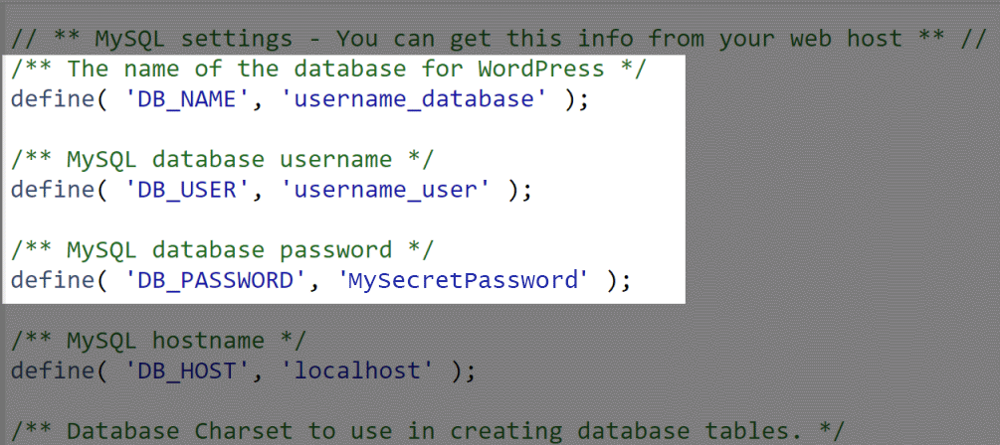 // ** MySQL settings - You can get this info from your web host ** //
/** The name of the database for WordPress */
define( 'DB_NAME', 'username_database' );
/** MySQL database username */
define( 'DB_USER', 'username_user' );
/** MySQL database password */
define( 'DB_PASSWORD', 'MySecretPassword' );
/** MySQL hostname */
define( 'DB_HOST', 'localhost' );
/** Database Charset to use in creating database tables. */